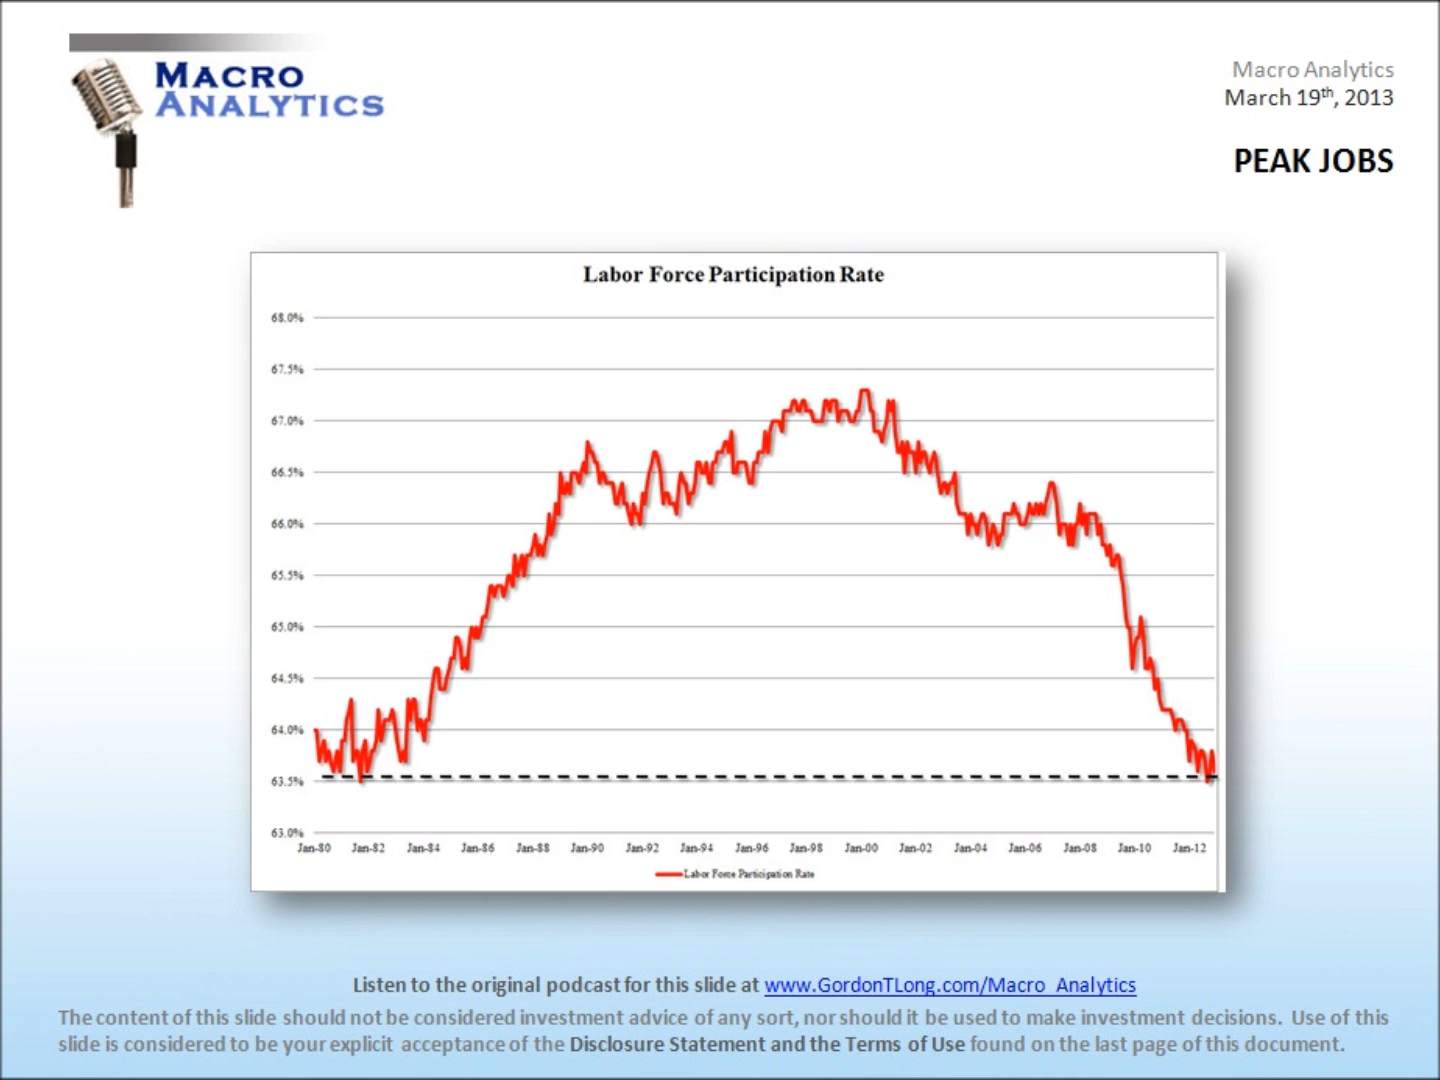 MACRO
ANALYTICS
Macro Analytics
March 19th, 2013
PEAK JOBS
Labor Force Participation Rate
68.0%
67.5%
67.0%
66.5%
66.0%
65.5%
65.0%
64.5%
64.0%
63.5%
63.0%
Jan-80 Jan-82 Jan-84 Jan-86 Jan-88 Jan-90 Jan-92 Jan-94 Jan-96 Jan-98 Jan-00 Jan-02 Jan-04 Jan-06 Jan-08 Jan-10 Jan-12
Labor Force Participation Rate
Listen to the original podcast for this slide at www.GordonTLong.com/Macro_Analytics
The content of this slide should not be considered investment advice of any sort, nor should it be used to make investment decisions. Use of this
slide is considered to be your explicit acceptance of the Disclosure Statement and the Terms of Use found on the last page of this document.